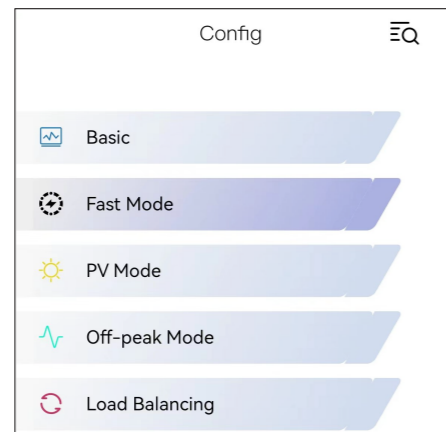 Config
Basic
Fast Mode
PV Mode
Off-peak Mode
Load Balancing